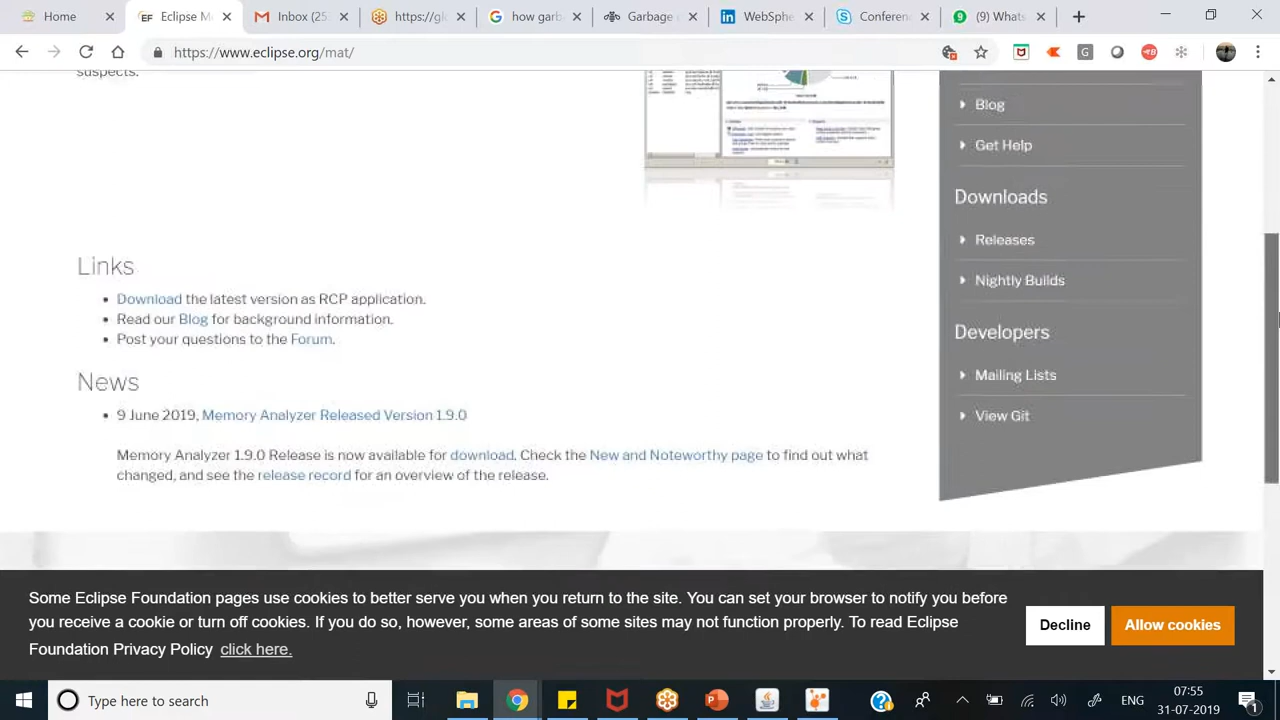 Home
Eclipse M
Inbox (25
https://glo
how garb
Garbage
WebSphe
Conferen
(9) Whats
https://www.eclipse.org/mat/
suspects.
Blog
Get Help
Downloads
Releases
Nightly Builds
Developers
Mailing Lists
View Git
Links
Download the latest version as RCP application.
Read our Blog for background information.
Post your questions to the Forum.
News
9 June 2019, Memory Analyzer Released Version 1.9.0
Memory Analyzer 1.9.0 Release is now available for download. Check the New and Noteworthy page to find out what
changed, and see the release record for an overview of the release.
Some Eclipse Foundation pages use cookies to better serve you when you return to the site. You can set your browser to notify you before
you receive a cookie or turn off cookies. If you do so, however, some areas of some sites may not function properly. To read Eclipse
Foundation Privacy Policy click here.
Decline
Allow cookies
Type here to search
ENG
07:55
31-07-2019